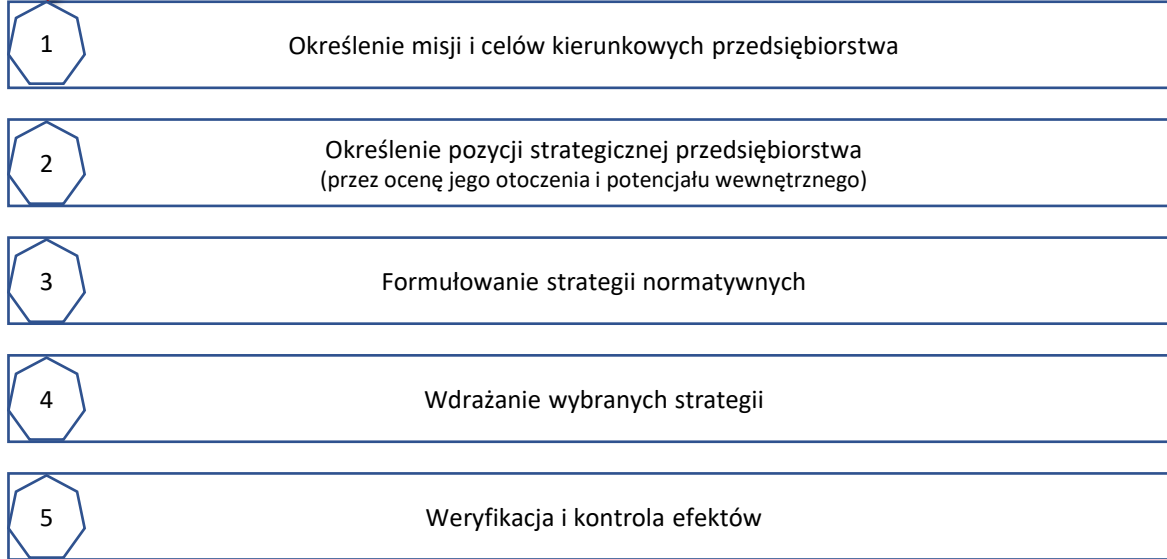 1
Określenie misji i celów kierunkowych przedsiębiorstwa
2
Określenie pozycji strategicznej przedsiębiorstwa
(przez ocenę jego otoczenia i potencjału wewnętrznego)
3
Formułowanie strategii normatywnych
4
Wdrażanie wybranych strategii
5
Weryfikacja i kontrola efektów